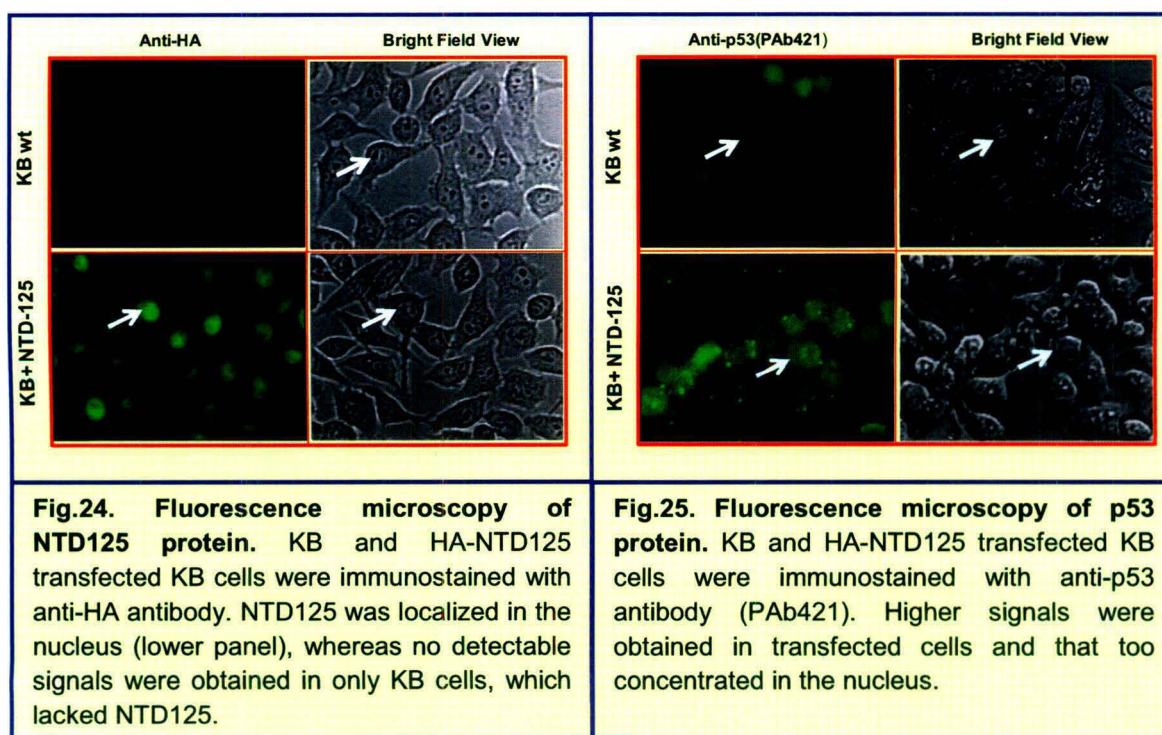 Anti-HA
Bright Field View
KB wt
KB+ NTD-125
Fig.24. Fluorescence microscopy of
NTD125 protein. KB and HA-NTD125
transfected KB cells were immunostained with
anti-HA antibody. NTD125 was localized in the
nucleus (lower panel), whereas no detectable
signals were obtained in only KB cells, which
lacked NTD125.
Anti-p53(PAb421)
Bright Field View
KB wt
KB+ NTD-125
Fig.25. Fluorescence microscopy of p53
protein. KB and HA-NTD125 transfected KB
cells were immunostained with anti-p53
antibody (PAb421). Higher signals were
obtained in transfected cells and that too
concentrated in the nucleus.